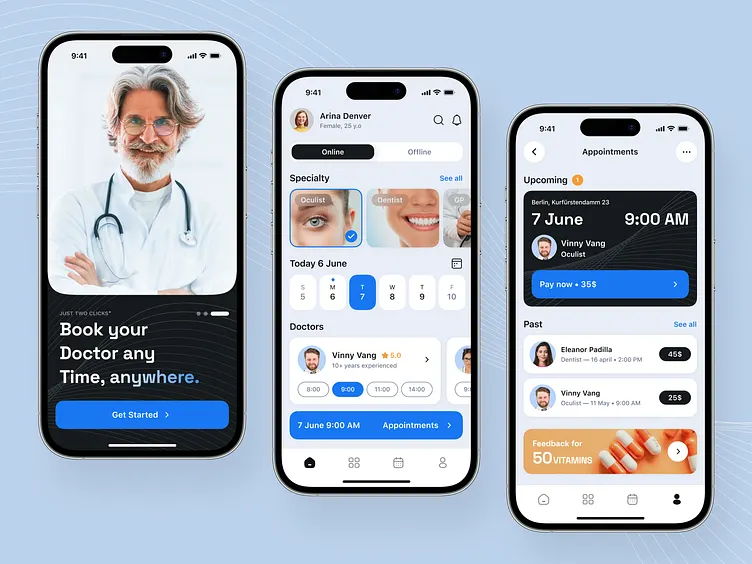 9:41
JUST TWO CLICKS*
Book your
Doctor any
Time, anywhere.
Get Started
9:41
Arina Denver
Female, 25 y.o
Online
Offline
Specialty
See all
Oculist
Dentist
GP
Today 6 June
S M T W T F
5 6 7 8 9 10
Doctors
Vinny Vang 5.0
10+ years experienced
8:00 9:00 11:00 14:00
7 June 9:00 AM
Appointments
9:41
Appointments
Upcoming 1
Berlin, Kurfürstendamm 23
7 June 9:00 AM
Vinny Vang
Oculist
Pay now • 35$
Past
See all
Eleanor Padilla
Dentist — 16 april • 2:00 PM
45$
Vinny Vang
Oculist — 11 May • 9:00 AM
25$
Feedback for
50 VITAMINS